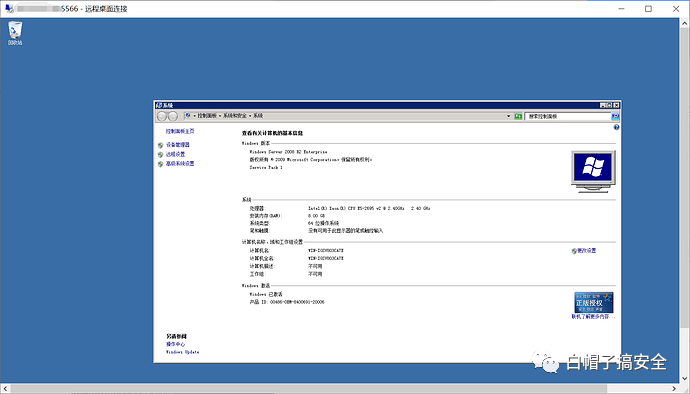 5566 - 远程桌面连接
回收站
系统
控制面板 ▸ 系统和安全 ▸ 系统
搜索控制面板
控制面板主页
设备管理器
远程设置
高级系统设置
查看有关计算机的基本信息
Windows 版本
Windows Server 2008 R2 Enterprise
版权所有 © 2009 Microsoft Corporation。保留所有权利。
Service Pack 1
系统
处理器: Intel(R) Xeon(R) CPU E5-2695 v2 @ 2.40GHz 2.40 GHz
安装内存(RAM): 8.00 GB
系统类型: 64 位操作系统
笔和触摸: 没有可用于此显示器的笔或触控输入
计算机名称、域和工作组设置
计算机名:
计算机全名:
计算机描述: 不可用
工作组: 不可用
更改设置
Windows 激活
Windows 已激活
产品 ID:
正版授权
联机了解更多内容...
另请参阅
操作中心
Windows Update
白帽子搞安全